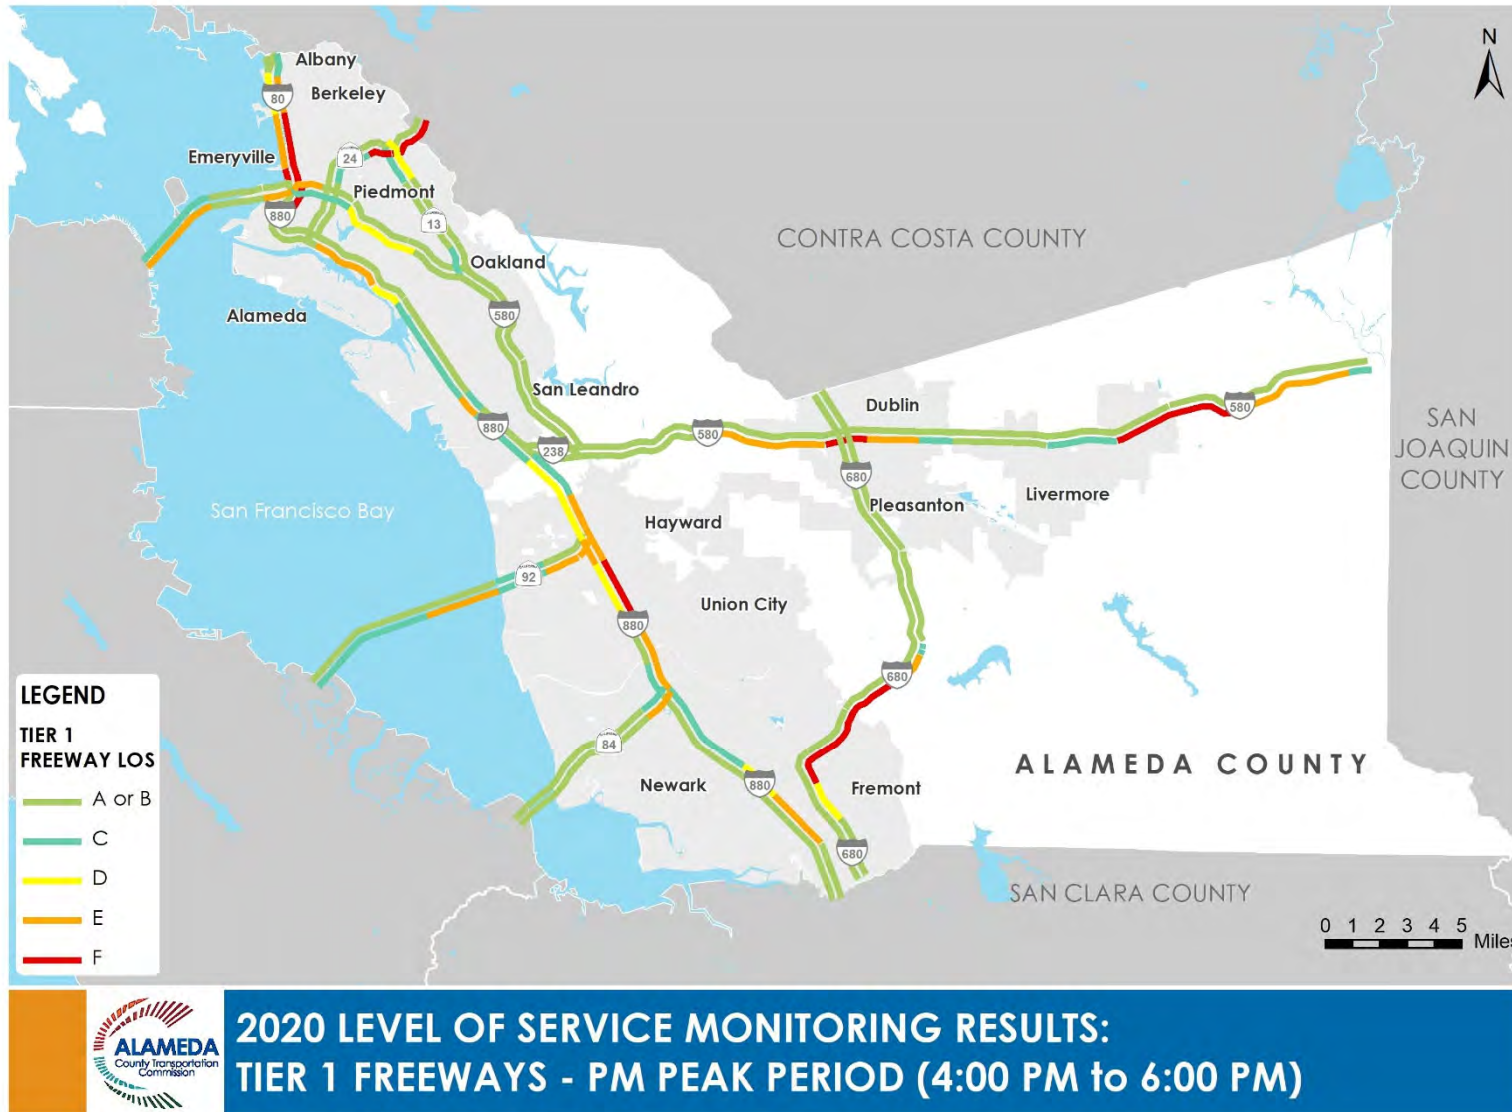 N
Albany
Berkeley
80
Emeryville
24
Piedmont
880
13
CONTRA COSTA COUNTY
Oakland
Alameda
580
San Leandro
Dublin
580
880
580
238
SAN
JOAQUIN
COUNTY
680
Livermore
Pleasanton
San Francisco Bay
Hayward
92
Union City
880
680
LEGEND
TIER 1
FREEWAY LOS
A or B
C
D
E
F
84
ALAMEDA COUNTY
Newark
880
Fremont
680
SAN CLARA COUNTY
0 1 2 3 4 5
Miles
ALAMEDA
County Transportation
Commission
2020 LEVEL OF SERVICE MONITORING RESULTS:
TIER 1 FREEWAYS - PM PEAK PERIOD (4:00 PM to 6:00 PM)